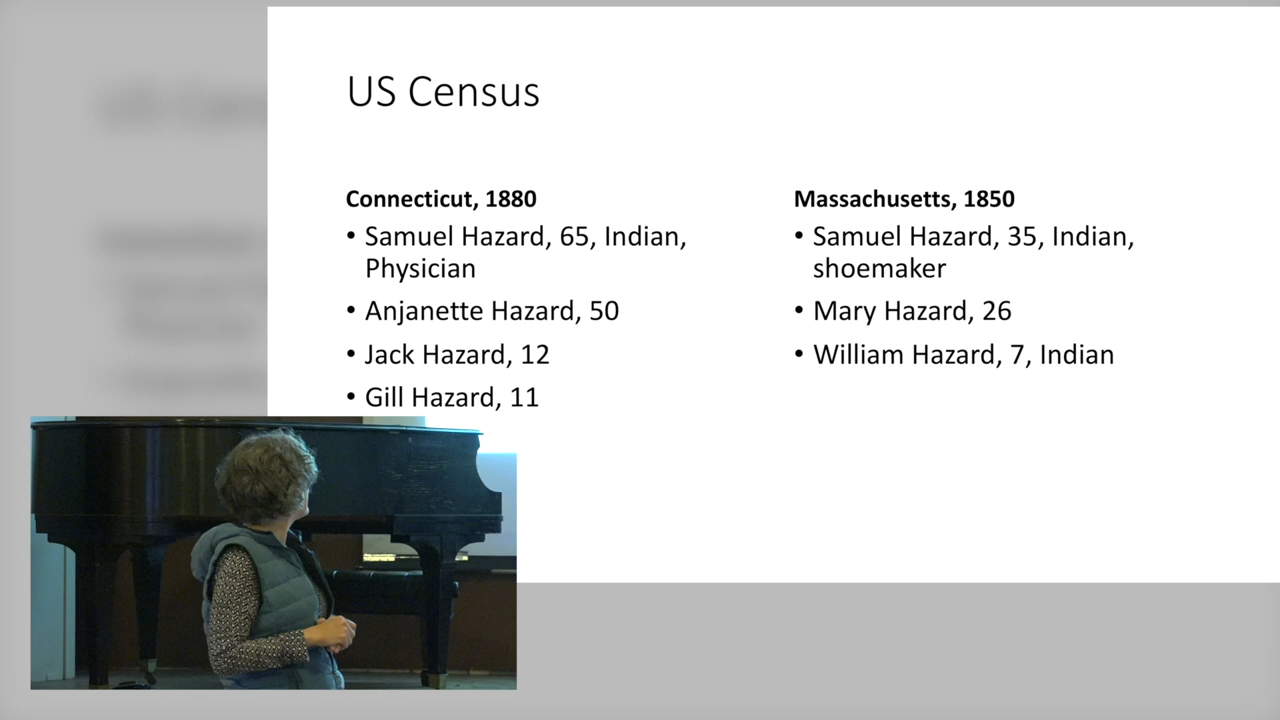 US Census
Connecticut, 1880
• Samuel Hazard, 65, Indian,
Physician
• Anjanette Hazard, 50
• Jack Hazard, 12
• Gill Hazard, 11
Massachusetts, 1850
• Samuel Hazard, 35, Indian,
shoemaker
• Mary Hazard, 26
• William Hazard, 7, Indian